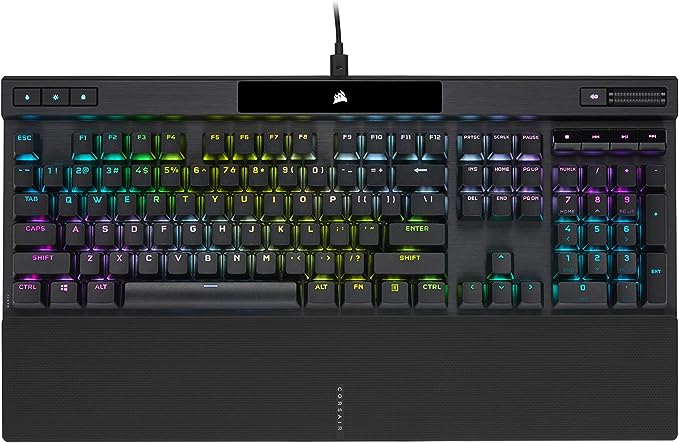 ESC F1 F2 F3 F4 F5 F6 F7 F8 F9 F10 F11 F12 PRTSC SCRLK PAUSE
~` 1! 2@ 3# 4$ 5% 6^ 7& 8* 9( 0) -_ =+ INS HOME PG UP NUMLK / * -
TAB Q W E R T Y U I O P [{ ]} \| DEL END PG DN 7 HOME 8 9 PG UP +
CAPS A S D F G H J K L ;: '" ENTER 4 5 6
SHIFT Z X C V B N M ,< .> /? SHIFT 1 END 2 3 PG DN ENT
CTRL ALT ALT FN CTRL 0 .
CORSAIR